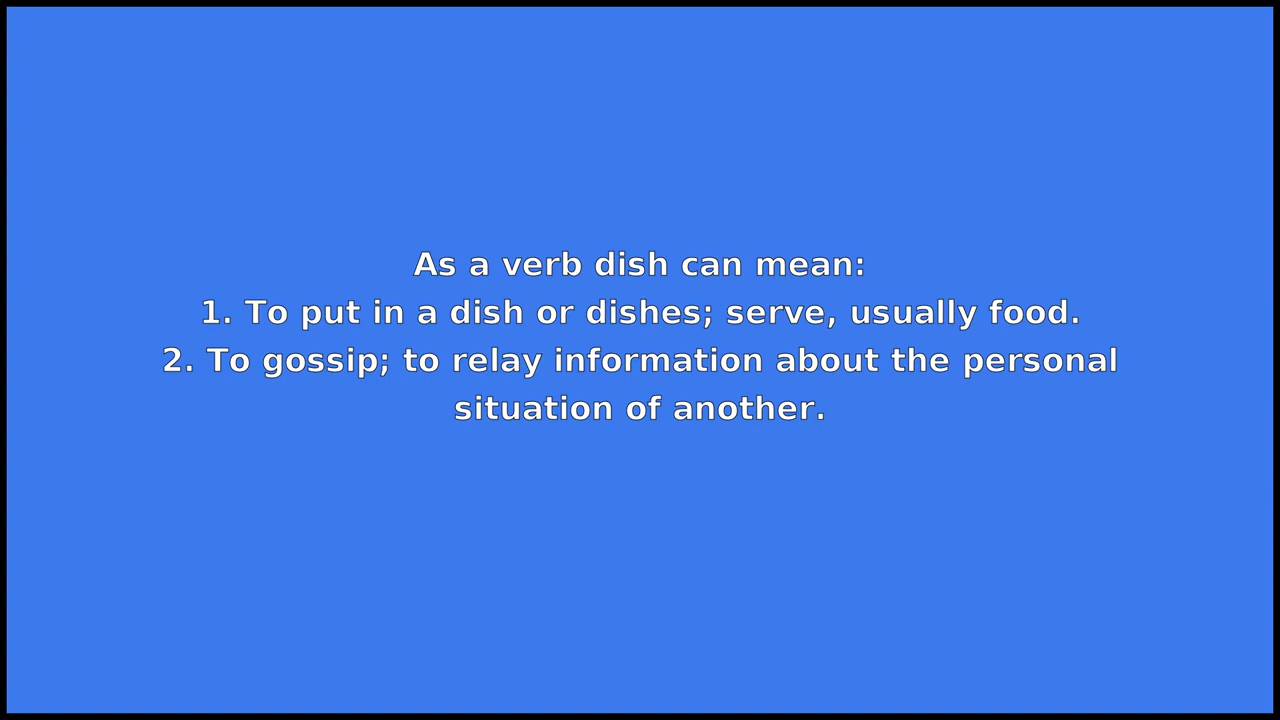 As a verb dish can mean:
1. To put in a dish or dishes; serve, usually food.
2. To gossip; to relay information about the personal
situation of another.